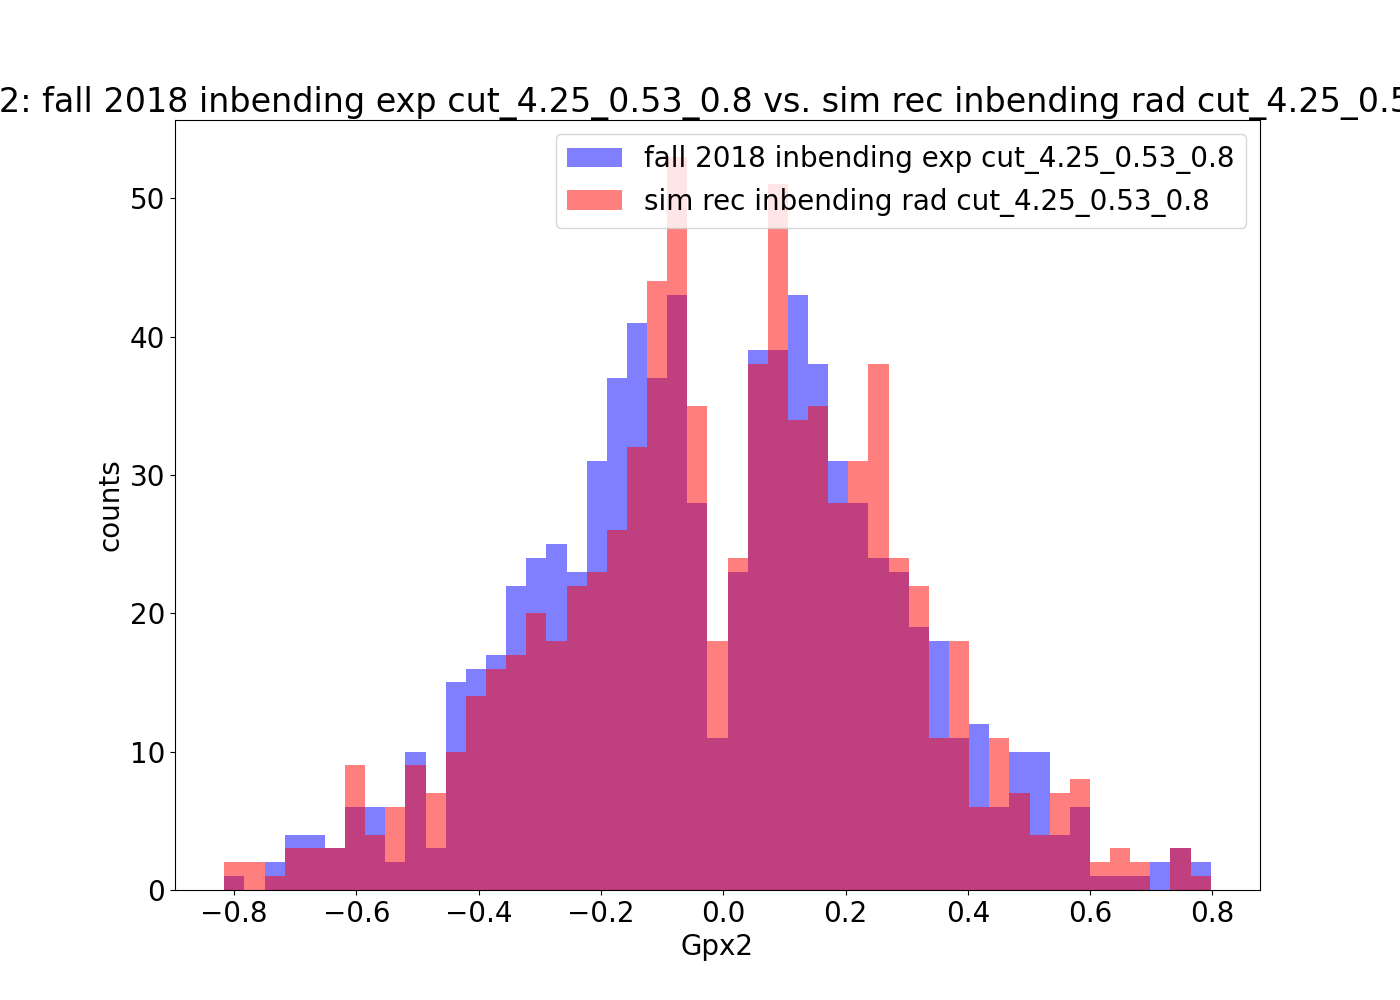 2: fall 2018 inbending exp cut_4.25_0.53_0.8 vs. sim rec inbending rad cut_4.25_0.5
fall 2018 inbending exp cut_4.25_0.53_0.8
sim rec inbending rad cut_4.25_0.53_0.8
50
40
30
20
10
0
counts
−0.8 −0.6 −0.4 −0.2 0.0 0.2 0.4 0.6 0.8
Gpx2